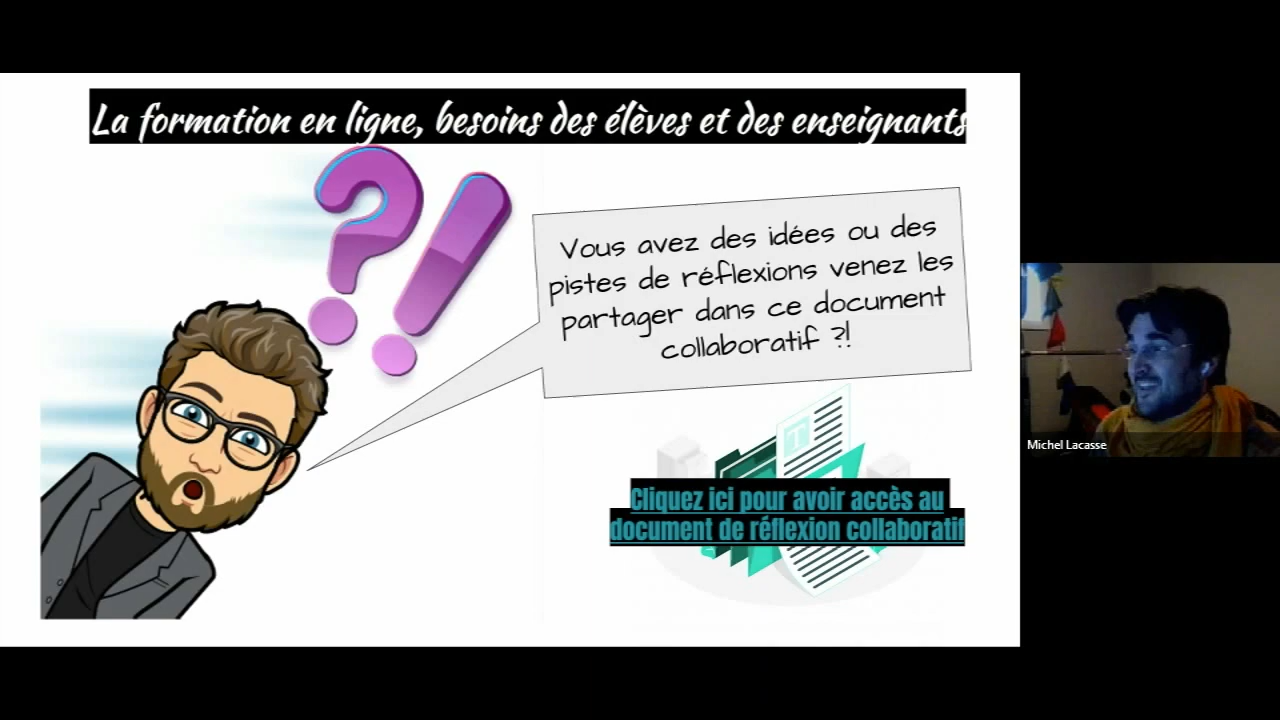 La formation en ligne, besoins des élèves et des enseignants
Vous avez des idées ou des
pistes de réflexions venez les
partager dans ce document
collaboratif ?!
T
Cliquez ici pour avoir accès au
document de réflexion collaboratif
Michel Lacasse